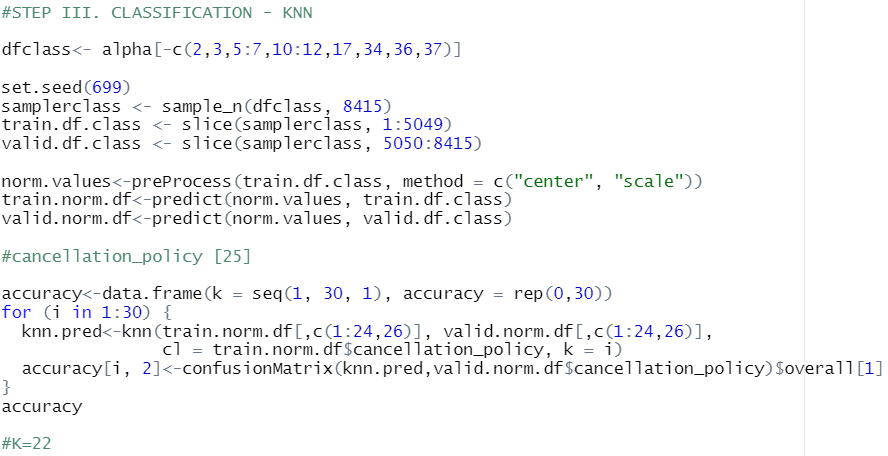 #STEP III. CLASSIFICATION - KNN
dfclass<- alpha[-c(2,3,5:7,10:12,17,34,36,37)]
set.seed(699)
samplerclass <- sample_n(dfclass, 8415)
train.df.class <- slice(samplerclass, 1:5049)
valid.df.class <- slice(samplerclass, 5050:8415)
norm.values<-preProcess(train.df.class, method = c("center", "scale"))
train.norm.df<-predict(norm.values, train.df.class)
valid.norm.df<-predict(norm.values, valid.df.class)
#cancellation_policy [25]
accuracy<-data.frame(k = seq(1, 30, 1), accuracy = rep(0,30))
for (i in 1:30) {
  knn.pred<-knn(train.norm.df[,c(1:24,26)], valid.norm.df[,c(1:24,26)],
                cl = train.norm.df$cancellation_policy, k = i)
  accuracy[i, 2]<-confusionMatrix(knn.pred,valid.norm.df$cancellation_policy)$overall[1]
}
accuracy
#K=22